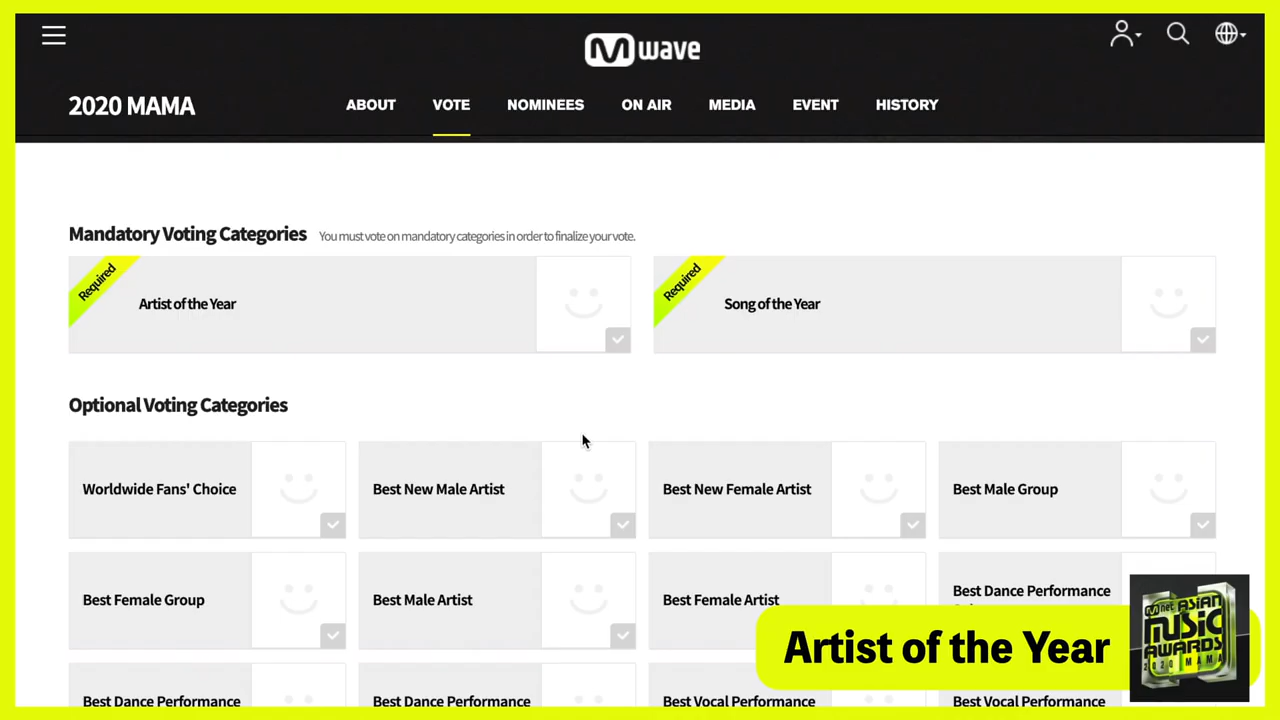 M wave
2020 MAMA
ABOUT VOTE NOMINEES ON AIR MEDIA EVENT HISTORY
Mandatory Voting Categories You must vote on mandatory categories in order to finalize your vote.
Required Artist of the Year
Required Song of the Year
Optional Voting Categories
Worldwide Fans' Choice
Best New Male Artist
Best New Female Artist
Best Male Group
Best Female Group
Best Male Artist
Best Female Artist
Best Dance Performance
Best Dance Performance
Best Dance Performance
Best Vocal Performance
Best Vocal Performance
Artist of the Year
Mnet ASIAN
MUSIC
AWARDS
2020 MAMA